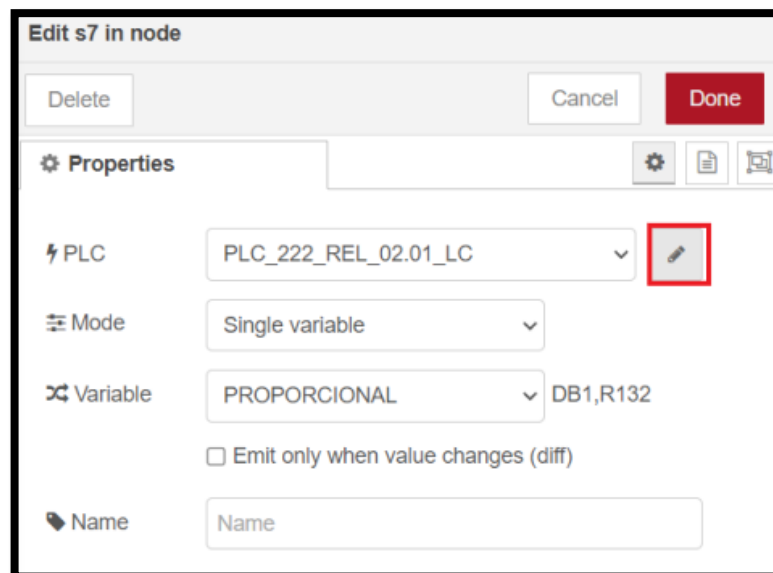 Edit s7 in node
Delete Cancel Done
Properties
PLC PLC_222_REL_02.01_LC
Mode Single variable
Variable PROPORCIONAL DB1,R132
Emit only when value changes (diff)
Name Name